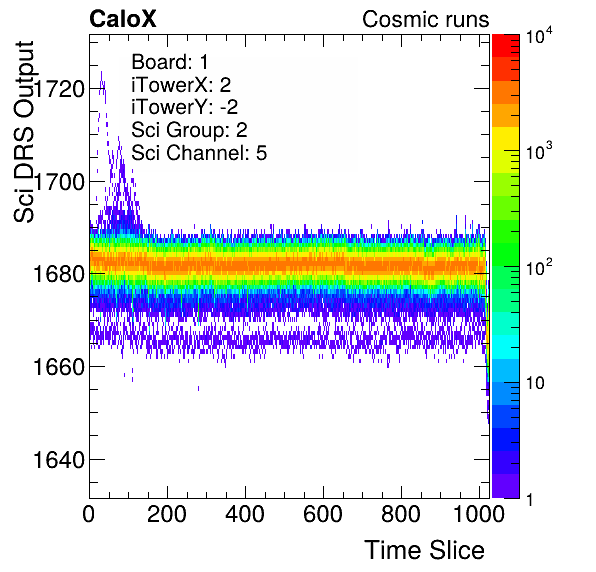 CaloX
Cosmic runs
Board: 1
iTowerX: 2
iTowerY: -2
Sci Group: 2
Sci Channel: 5
Sci DRS Output
1720
1700
1680
1660
1640
0 200 400 600 800 1000
Time Slice
10^4
10^3
10^2
10
1